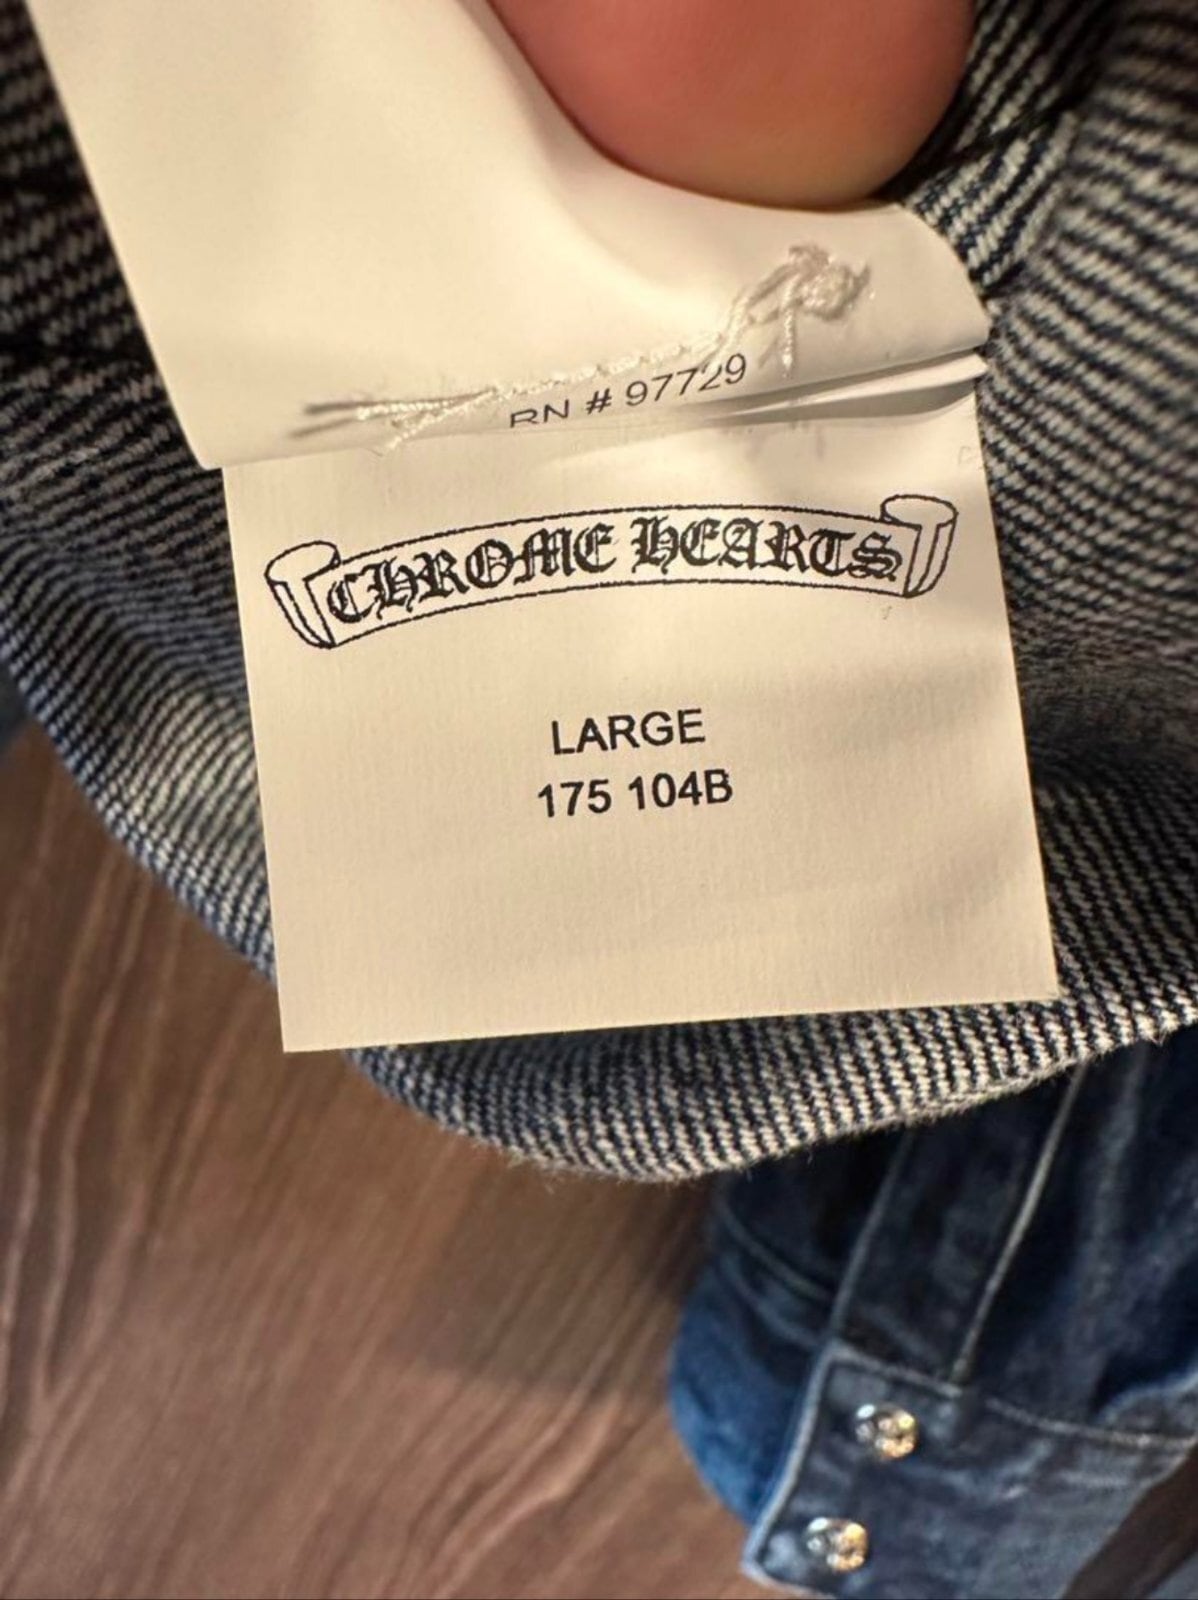 RN # 97729
CHROME HEARTS
LARGE
175 104B